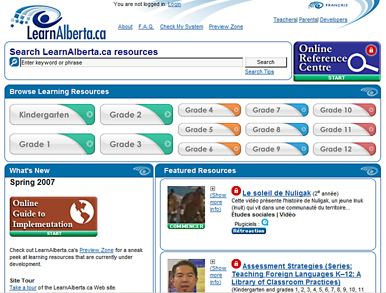 You are not logged in. Login
FRANÇAIS
LearnAlberta.ca
About F.A.Q. Check My System Preview Zone
Teachers| Parents| Developers
Search LearnAlberta.ca resources
Enter keyword or phrase
Search
Search Tips
Online Reference Centre
START
Browse Learning Resources
Kindergarten
Grade 1
Grade 2
Grade 3
Grade 4
Grade 5
Grade 6
Grade 7
Grade 8
Grade 9
Grade 10
Grade 11
Grade 12
What's New
Spring 2007
Online
Guide to
Implementation
START
Check out LearnAlberta.ca's Preview Zone for a sneak
peek at learning resources that are currently under
development.
Site Tour
Take a tour of the LearnAlberta.ca Web site.
Featured Resources
COMMENCER
(Show
more
info)
Le soleil de Nuligak (2e année)
Cette vidéo présente l'histoire de Nuligak, un jeune Inuk
(Inuit) qui vit dans une communauté du territoire...
Études sociales | Vidéo
Plugiciels
Rétroaction
(Show
more
info)
Assessment Strategies (Series:
Teaching Foreign Languages K–12: A
Library of Classroom Practices)
(Kindergarten and grades 1, 2, 3, 4, 5, 6, 7, 8, 9, 10, 11